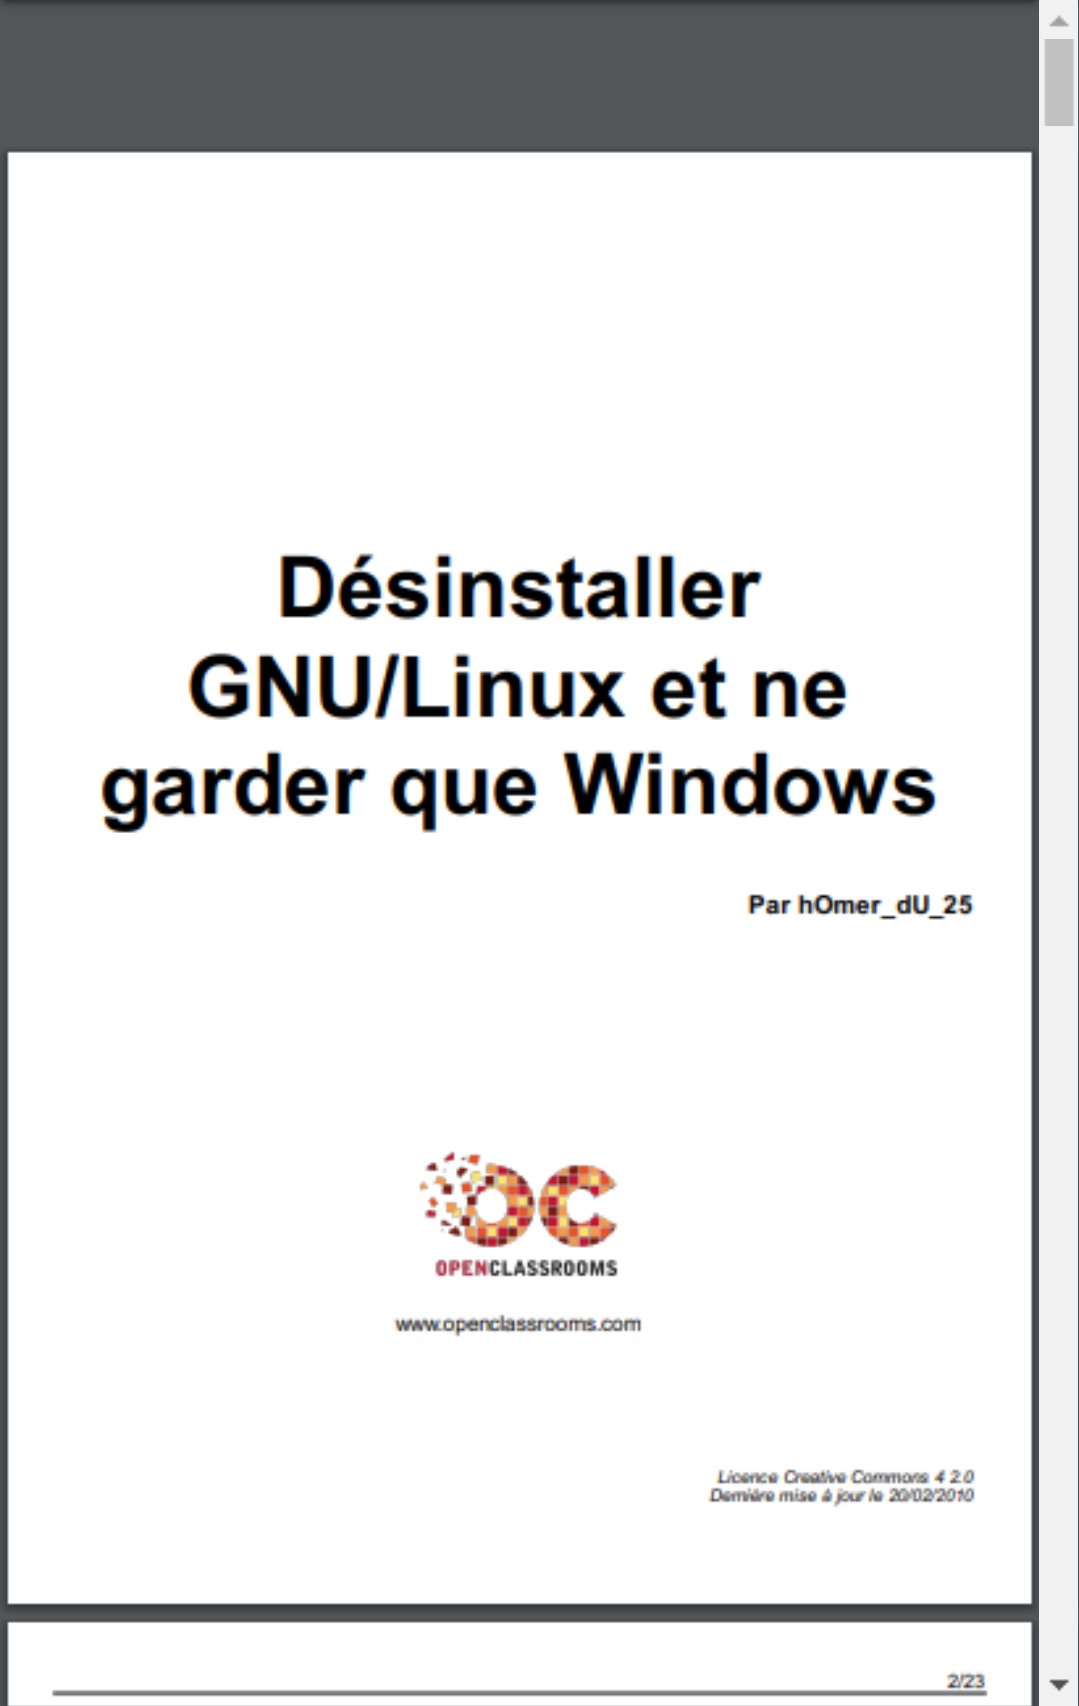 Désinstaller
GNU/Linux et ne
garder que Windows
Par hOmer_dU_25
OC
OPENCLASSROOMS
www.openclassrooms.com
Licence Creative Commons 4 2.0
Dernière mise à jour le 20/02/2010
2/23